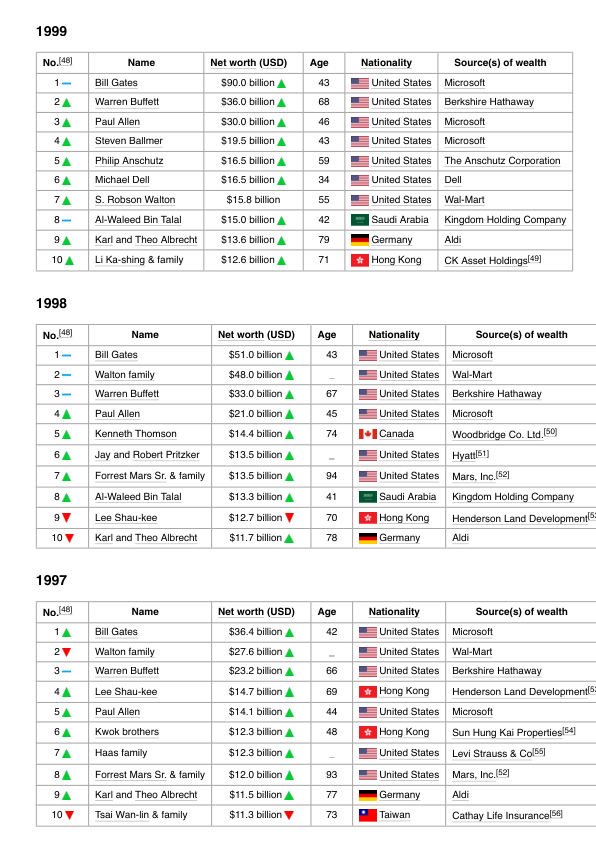 1999
No.[48] Name Net worth (USD) Age Nationality Source(s) of wealth
1 Bill Gates $90.0 billion 43 United States Microsoft
2 Warren Buffett $36.0 billion 68 United States Berkshire Hathaway
3 Paul Allen $30.0 billion 46 United States Microsoft
4 Steven Ballmer $19.5 billion 43 United States Microsoft
5 Philip Anschutz $16.5 billion 59 United States The Anschutz Corporation
6 Michael Dell $16.5 billion 34 United States Dell
7 S. Robson Walton $15.8 billion 55 United States Wal-Mart
8 Al-Waleed Bin Talal $15.0 billion 42 Saudi Arabia Kingdom Holding Company
9 Karl and Theo Albrecht $13.6 billion 79 Germany Aldi
10 Li Ka-shing & family $12.6 billion 71 Hong Kong CK Asset Holdings[49]
1998
No.[48] Name Net worth (USD) Age Nationality Source(s) of wealth
1 Bill Gates $51.0 billion 43 United States Microsoft
2 Walton family $48.0 billion _ United States Wal-Mart
3 Warren Buffett $33.0 billion 67 United States Berkshire Hathaway
4 Paul Allen $21.0 billion 45 United States Microsoft
5 Kenneth Thomson $14.4 billion 74 Canada Woodbridge Co. Ltd.[50]
6 Jay and Robert Pritzker $13.5 billion _ United States Hyatt[51]
7 Forrest Mars Sr. & family $13.5 billion 94 United States Mars, Inc.[52]
8 Al-Waleed Bin Talal $13.3 billion 41 Saudi Arabia Kingdom Holding Company
9 Lee Shau-kee $12.7 billion 70 Hong Kong Henderson Land Development
10 Karl and Theo Albrecht $11.7 billion 78 Germany Aldi
1997
No.[48] Name Net worth (USD) Age Nationality Source(s) of wealth
1 Bill Gates $36.4 billion 42 United States Microsoft
2 Walton family $27.6 billion _ United States Wal-Mart
3 Warren Buffett $23.2 billion 66 United States Berkshire Hathaway
4 Lee Shau-kee $14.7 billion 69 Hong Kong Henderson Land Development
5 Paul Allen $14.1 billion 44 United States Microsoft
6 Kwok brothers $12.3 billion 48 Hong Kong Sun Hung Kai Properties[54]
7 Haas family $12.3 billion _ United States Levi Strauss & Co[55]
8 Forrest Mars Sr. & family $12.0 billion 93 United States Mars, Inc.[52]
9 Karl and Theo Albrecht $11.5 billion 77 Germany Aldi
10 Tsai Wan-lin & family $11.3 billion 73 Taiwan Cathay Life Insurance[56]